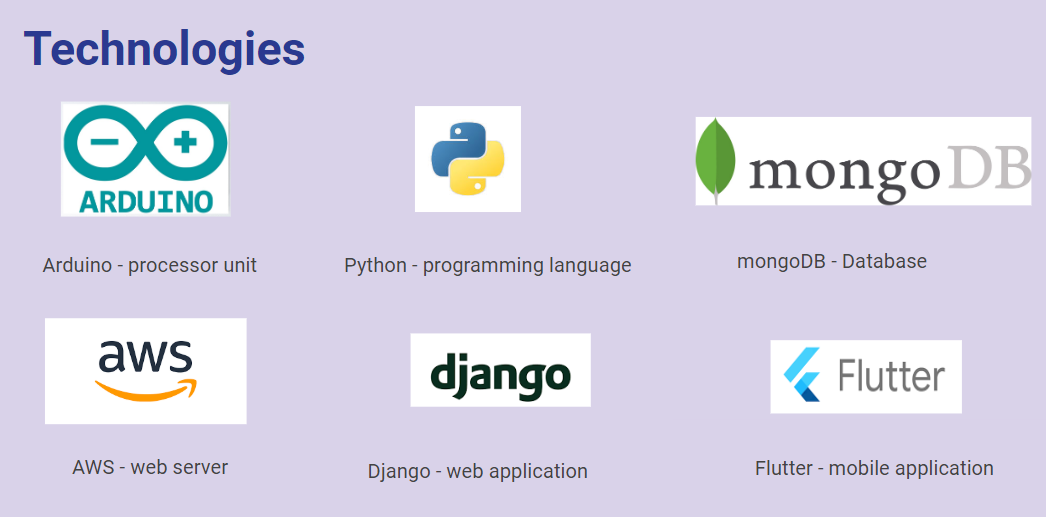 Technologies
ARDUINO
mongoDB
Arduino - processor unit
Python - programming language
mongoDB - Database
aws
django
Flutter
AWS - web server
Django - web application
Flutter - mobile application